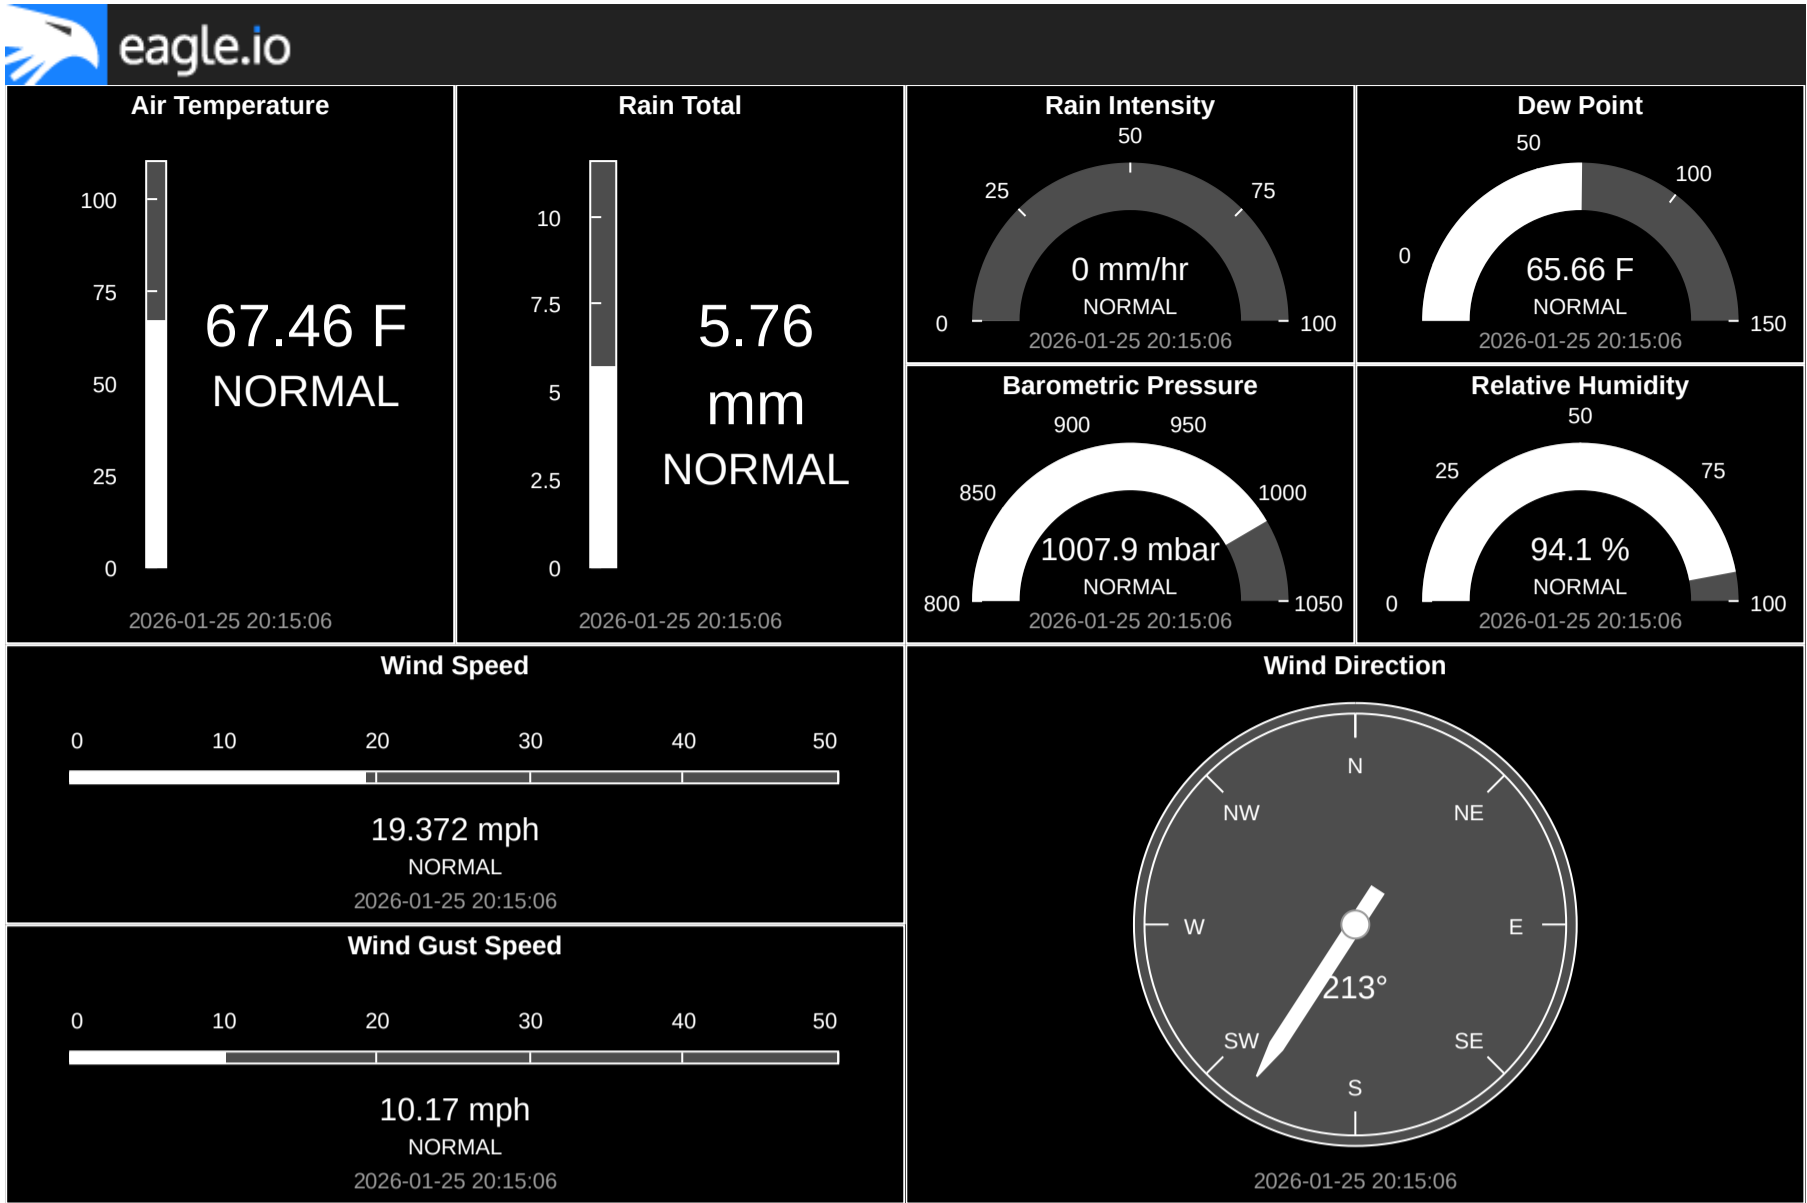 eagle.io
Air Temperature
100
75
50
25
0
67.46 F
NORMAL
2026-01-25 20:15:06
Rain Total
10
7.5
5
2.5
0
5.76
mm
NORMAL
2026-01-25 20:15:06
Rain Intensity
50
25
75
0
100
0 mm/hr
NORMAL
2026-01-25 20:15:06
Dew Point
50
100
0
150
65.66 F
NORMAL
2026-01-25 20:15:06
Barometric Pressure
900
950
850
1000
800
1050
1007.9 mbar
NORMAL
2026-01-25 20:15:06
Relative Humidity
50
25
75
0
100
94.1 %
NORMAL
2026-01-25 20:15:06
Wind Speed
0 10 20 30 40 50
19.372 mph
NORMAL
2026-01-25 20:15:06
Wind Gust Speed
0 10 20 30 40 50
10.17 mph
NORMAL
2026-01-25 20:15:06
Wind Direction
N
NW
NE
W
E
213°
SW
SE
S
2026-01-25 20:15:06